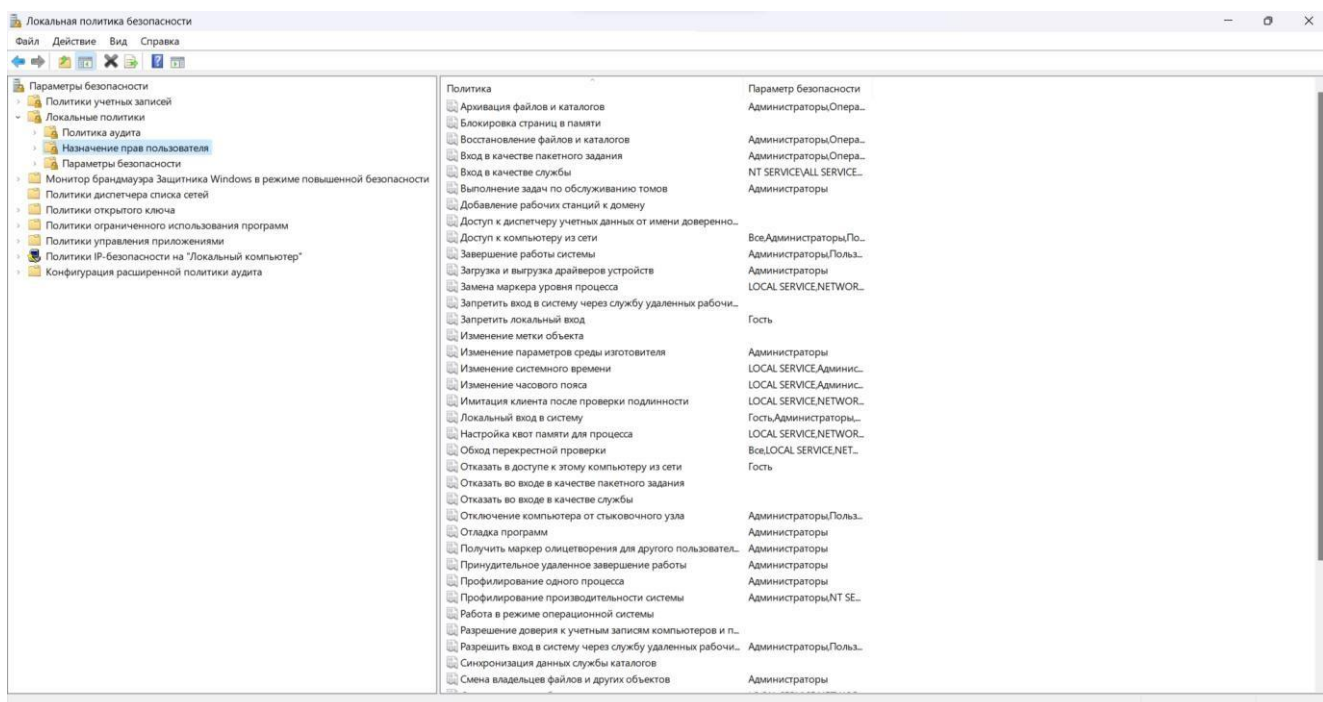 Локальная политика безопасности
Файл Действие Вид Справка
Параметры безопасности
Политики учетных записей
Локальные политики
Политика аудита
Назначение прав пользователя
Параметры безопасности
Монитор брандмауэра Защитника Windows в режиме повышенной безопасности
Политики диспетчера списка сетей
Политики открытого ключа
Политики ограниченного использования программ
Политики управления приложениями
Политики IP-безопасности на "Локальный компьютер"
Конфигурация расширенной политики аудита
Политика Параметр безопасности
Архивация файлов и каталогов Администраторы,Опера...
Блокировка страниц в памяти
Восстановление файлов и каталогов Администраторы,Опера...
Вход в качестве пакетного задания Администраторы,Опера...
Вход в качестве службы NT SERVICE\ALL SERVICE...
Выполнение задач по обслуживанию томов Администраторы
Добавление рабочих станций к домену
Доступ к диспетчеру учетных данных от имени доверенно...
Доступ к компьютеру из сети Все,Администраторы,По...
Завершение работы системы Администраторы,Польз...
Загрузка и выгрузка драйверов устройств Администраторы
Замена маркера уровня процесса LOCAL SERVICE,NETWOR...
Запретить вход в систему через службу удаленных рабочи...
Запретить локальный вход Гость
Изменение метки объекта
Изменение параметров среды изготовителя Администраторы
Изменение системного времени LOCAL SERVICE,Админис...
Изменение часового пояса LOCAL SERVICE,Админис...
Имитация клиента после проверки подлинности LOCAL SERVICE,NETWOR...
Локальный вход в систему Гость,Администраторы,...
Настройка квот памяти для процесса LOCAL SERVICE,NETWOR...
Обход перекрестной проверки Все,LOCAL SERVICE,NET...
Отказать в доступе к этому компьютеру из сети Гость
Отказать во входе в качестве пакетного задания
Отказать во входе в качестве службы
Отключение компьютера от стыковочного узла Администраторы,Польз...
Отладка программ Администраторы
Получить маркер олицетворения для другого пользовател... Администраторы
Принудительное удаленное завершение работы Администраторы
Профилирование одного процесса Администраторы
Профилирование производительности системы Администраторы,NT SE...
Работа в режиме операционной системы
Разрешение доверия к учетным записям компьютеров и п...
Разрешить вход в систему через службу удаленных рабочи... Администраторы,Польз...
Синхронизация данных службы каталогов
Смена владельцев файлов и других объектов Администраторы